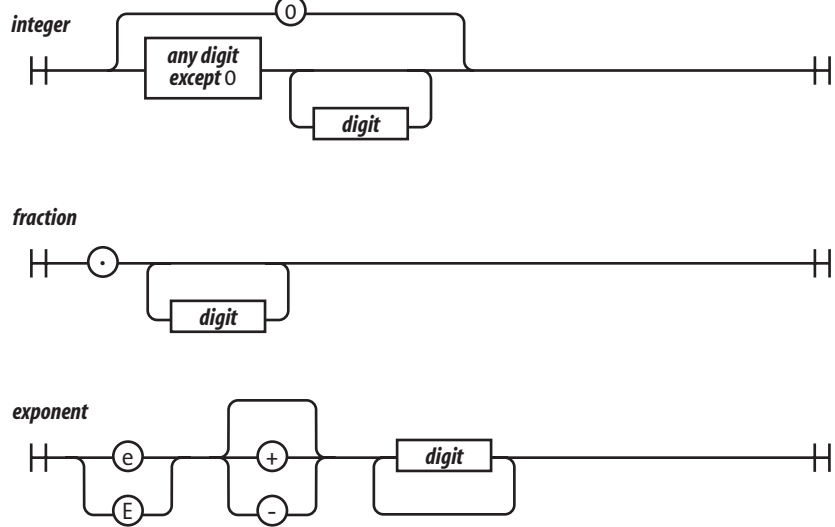 integer
0
any digit
except 0
digit
fraction
.
digit
exponent
e
+
digit
E
-